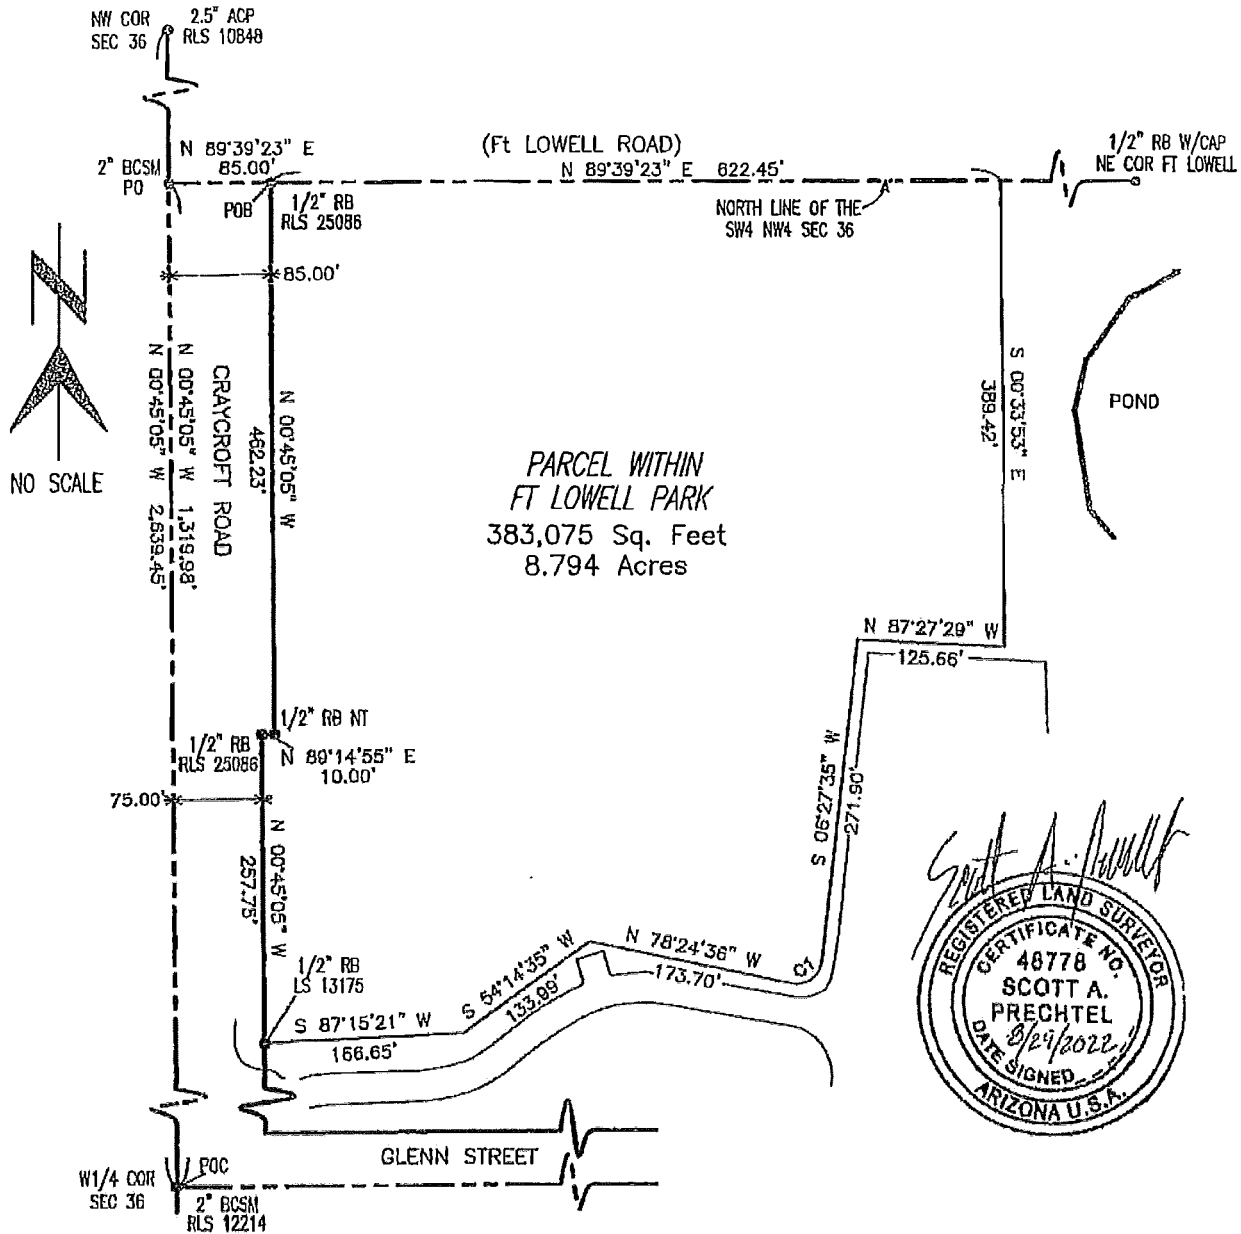 NW COR
SEC 36
2.5" ACP
RLS 10848
N 89°39'23" E
85.00'
(Ft LOWELL ROAD)
N 89°39'23" E 622.45'
1/2" RB W/CAP
NE COR FT LOWELL
2" BCSM
PO
POB
1/2" RB
RLS 25086
NORTH LINE OF THE
SW4 NW4 SEC 36
85.00'
N
NO SCALE
N 00°45'05" W 2,639.45'
N 00°45'05" W 1,319.98'
CRAYCROFT ROAD
N 00°45'05" W
462.23'
S 00°33'53" E
389.42'
POND
PARCEL WITHIN
FT LOWELL PARK
383,075 Sq. Feet
8.794 Acres
N 87°27'29" W
125.66'
1/2" RB NT
1/2" RB
RLS 25086
N 89°14'55" E
10.00'
75.00'
S 06°27'35" W
271.90'
N 00°45'05" W
257.75'
1/2" RB
LS 13175
S 87°15'21" W
166.65'
S 54°14'35" W
133.99'
N 78°24'36" W
173.70'
C1
REGISTERED LAND SURVEYOR
CERTIFICATE NO.
48778
SCOTT A.
PRECHTEL
8/29/2022
DATE SIGNED
ARIZONA U.S.A.
GLENN STREET
W1/4 COR
SEC 36
POC
2" BCSM
RLS 12214